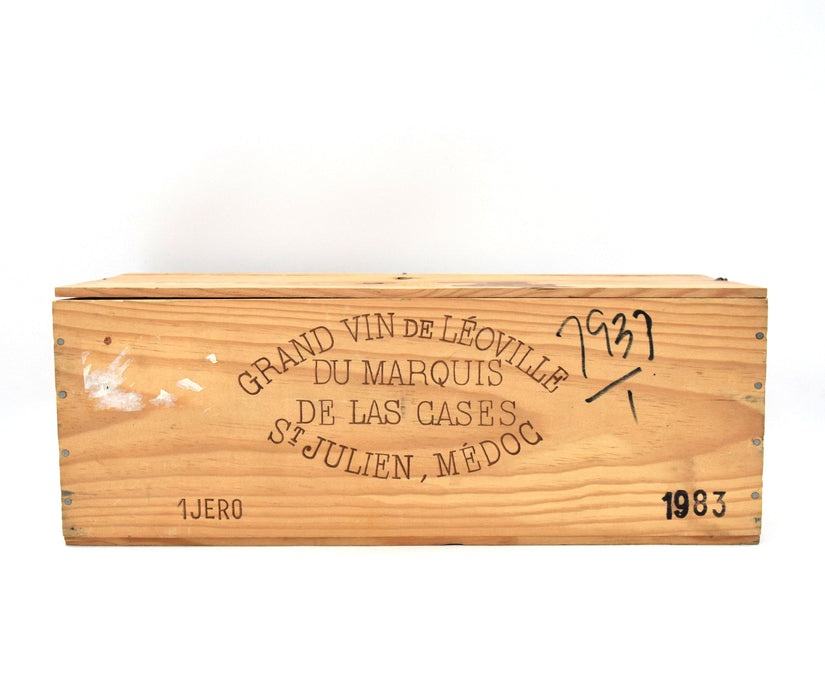 GRAND VIN DE LÉOVILLE
DU MARQUIS
DE LAS CASES
ST JULIEN, MÉDOC
7937
/1
1JERO
1983